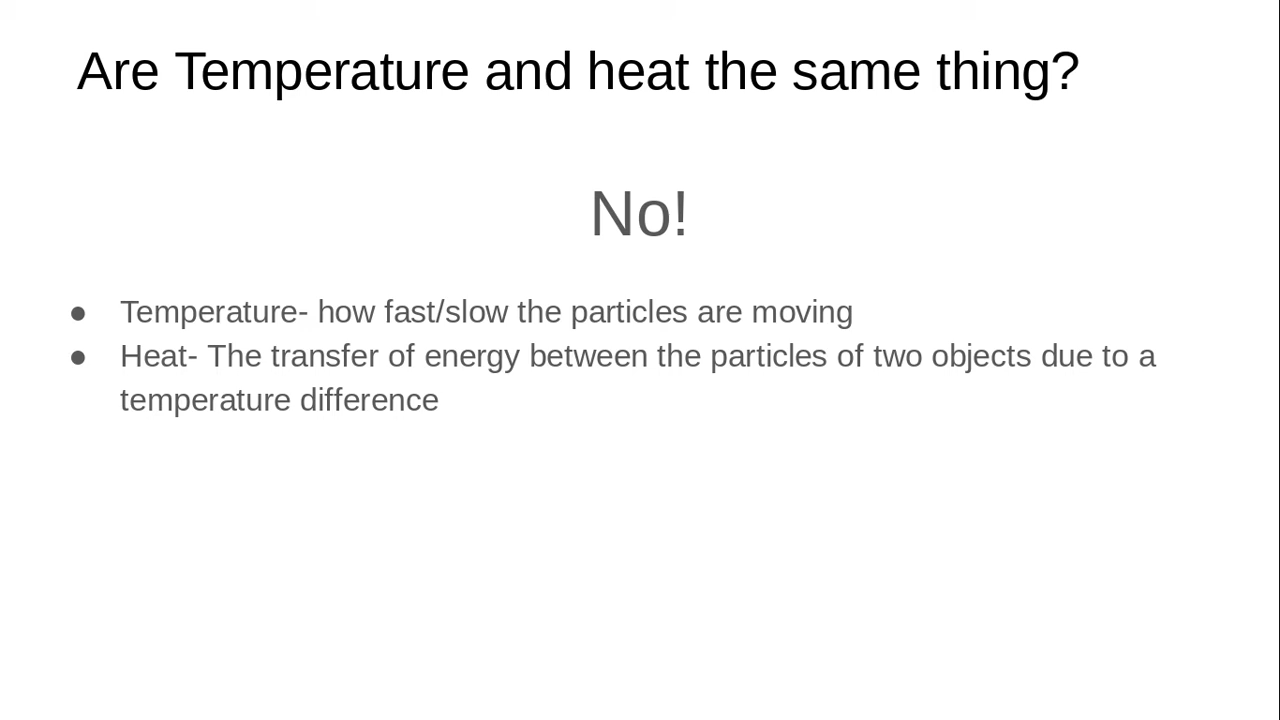 Are Temperature and heat the same thing?
No!
● Temperature- how fast/slow the particles are moving
● Heat- The transfer of energy between the particles of two objects due to a
temperature difference